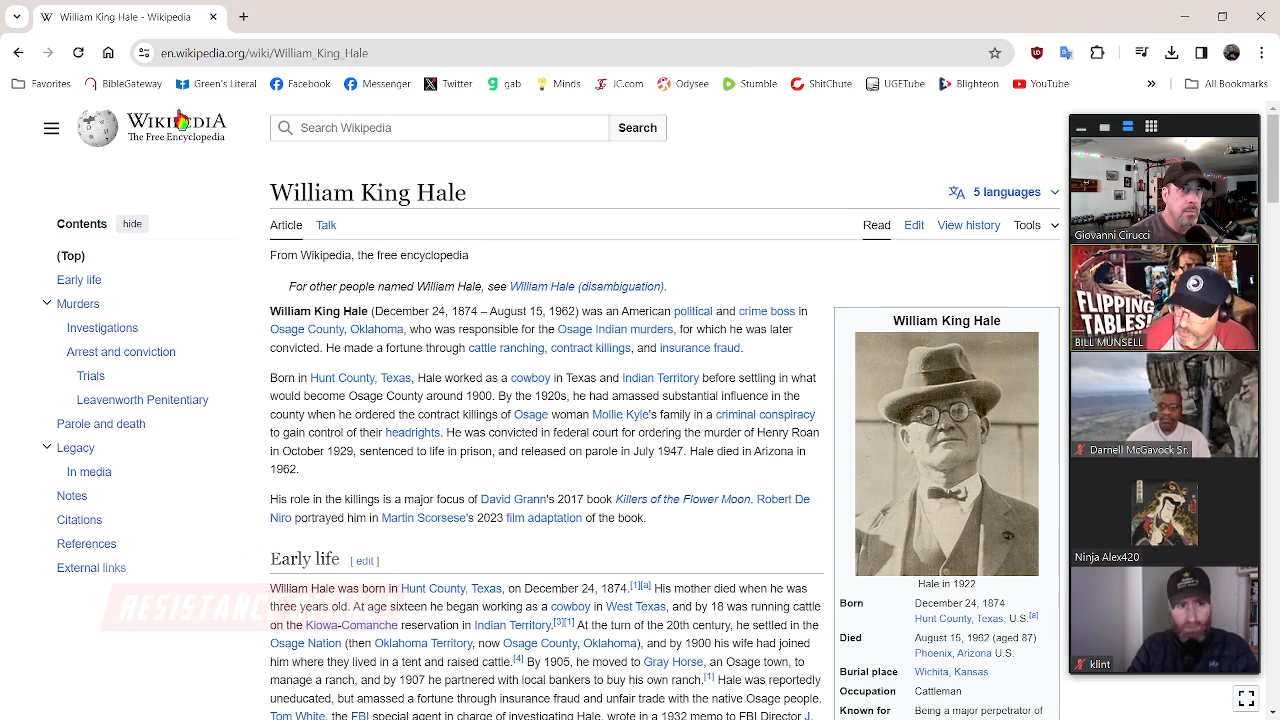 William King Hale - Wikipedia
en.wikipedia.org/wiki/William_King_Hale
Favorites BibleGateway Green's Literal Facebook Messenger Twitter gab Minds IC.com Odysee Stumble ShitChute UGETube Blighteon YouTube » All Bookmarks
WIKIPEDIA
The Free Encyclopedia
Search Wikipedia
Search
William King Hale
5 languages
Contents
hide
Article Talk
Read Edit View history Tools
(Top)
Early life
Murders
Investigations
Arrest and conviction
Trials
Leavenworth Penitentiary
Parole and death
Legacy
In media
Notes
Citations
References
External links
From Wikipedia, the free encyclopedia
For other people named William Hale, see William Hale (disambiguation).
William King Hale (December 24, 1874 – August 15, 1962) was an American political and crime boss in
Osage County, Oklahoma, who was responsible for the Osage Indian murders, for which he was later
convicted. He made a fortune through cattle ranching, contract killings, and insurance fraud.
Born in Hunt County, Texas, Hale worked as a cowboy in Texas and Indian Territory before settling in what
would become Osage County around 1900. By the 1920s, he had amassed substantial influence in the
county when he ordered the contract killings of Osage woman Mollie Kyle's family in a criminal conspiracy
to gain control of their headrights. He was convicted in federal court for ordering the murder of Henry Roan
in October 1929, sentenced to life in prison, and released on parole in July 1947. Hale died in Arizona in
1962.
His role in the killings is a major focus of David Grann's 2017 book Killers of the Flower Moon. Robert De
Niro portrayed him in Martin Scorsese's 2023 film adaptation of the book.
Early life [ edit ]
William Hale was born in Hunt County, Texas, on December 24, 1874.[1][a] His mother died when he was
three years old. At age sixteen he began working as a cowboy in West Texas, and by 18 was running cattle
on the Kiowa-Comanche reservation in Indian Territory.[3][1] At the turn of the 20th century, he settled in the
Osage Nation (then Oklahoma Territory, now Osage County, Oklahoma), and by 1900 his wife had joined
him where they lived in a tent and raised cattle.[4] By 1905, he moved to Gray Horse, an Osage town, to
manage a ranch, and by 1907 he partnered with local bankers to buy his own ranch.[1] Hale was reportedly
uneducated, but amassed a fortune through insurance fraud and unfair trade with the native Osage people.
Tom White, the FBI special agent in charge of investigating Hale, wrote in a 1932 memo to FBI Director J.
William King Hale
Hale in 1922
Born December 24, 1874
Hunt County, Texas, U.S.[a]
Died August 15, 1962 (aged 87)
Phoenix, Arizona U.S.
Burial place Wichita, Kansas
Occupation Cattleman
Known for Being a major perpetrator of
Giovanni Cirucci
FLIPPING
TABLES!
BILL MUNSELL
Darnell McGavock Sr.
Ninja Alex420
klint